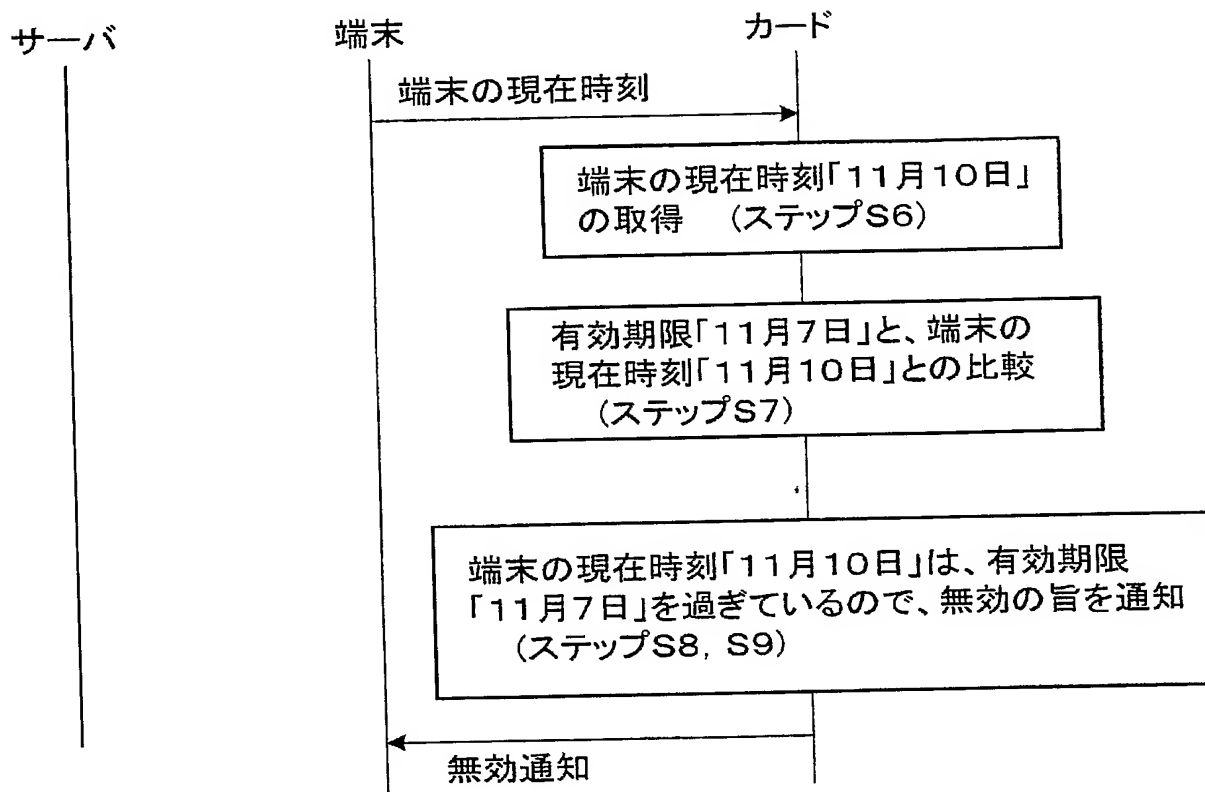 サーバ
端末
カード
端末の現在時刻
端末の現在時刻「11月10日」
の取得　(ステップS6)
有効期限「11月7日」と、端末の
現在時刻「11月10日」との比較
(ステップS7)
端末の現在時刻「11月10日」は、有効期限
「11月7日」を過ぎているので、無効の旨を通知
(ステップS8, S9)
無効通知